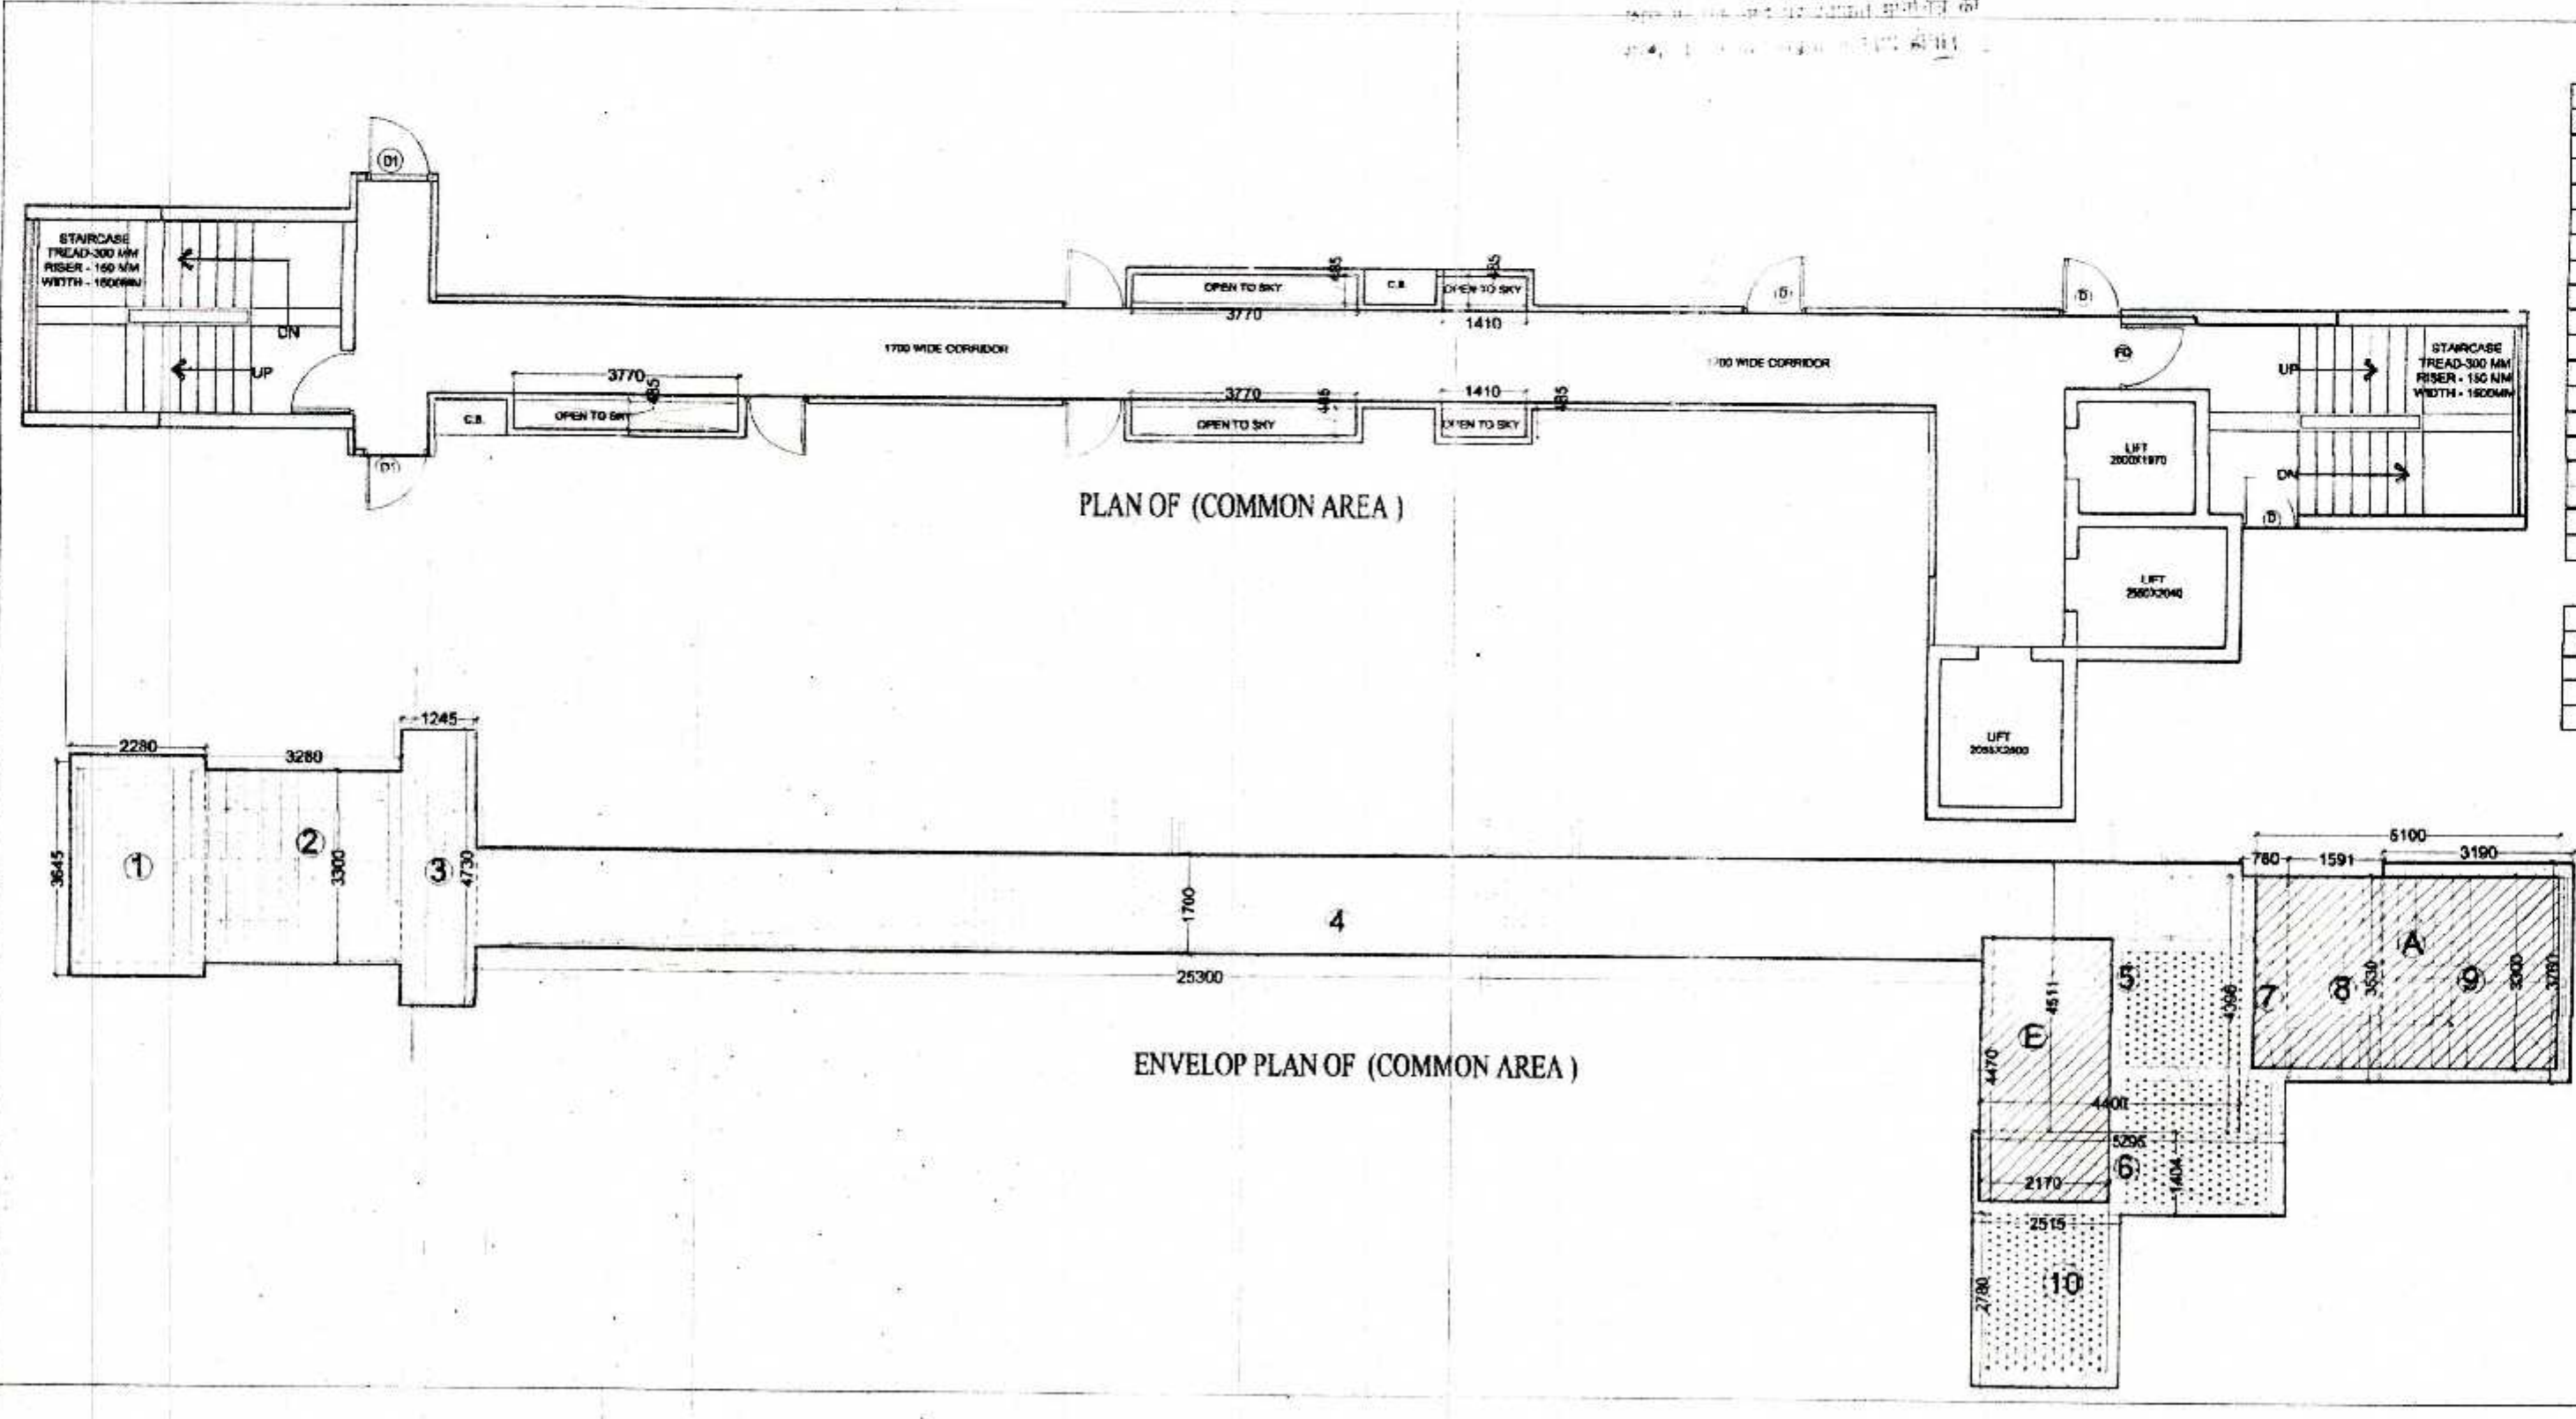 D1
STAIRCASE
TREAD-300 MM
RISER - 150 MM
WIDTH - 1500MM
DN
UP
1700 WIDE CORRIDOR
3770
485
OPEN TO SKY
C.B.
D1
OPEN TO SKY
3770
485
C.B.
485
OPEN TO SKY
1410
3770
485
OPEN TO SKY
1410
485
OPEN TO SKY
D
D
1700 WIDE CORRIDOR
FD
UP
STAIRCASE
TREAD-300 MM
RISER - 150 MM
WIDTH - 1500MM
DN
D
LIFT
LIFT
LIFT
PLAN OF (COMMON AREA )
1245
2280
3280
3645
1
2
3300
3
4730
1700
4
25300
5100
760
1591
3190
A
5
7
8
3530
9
3300
3760
4396
E
4511
4470
4400
5295
6
1404
2170
2515
2780
10
ENVELOP PLAN OF (COMMON AREA )